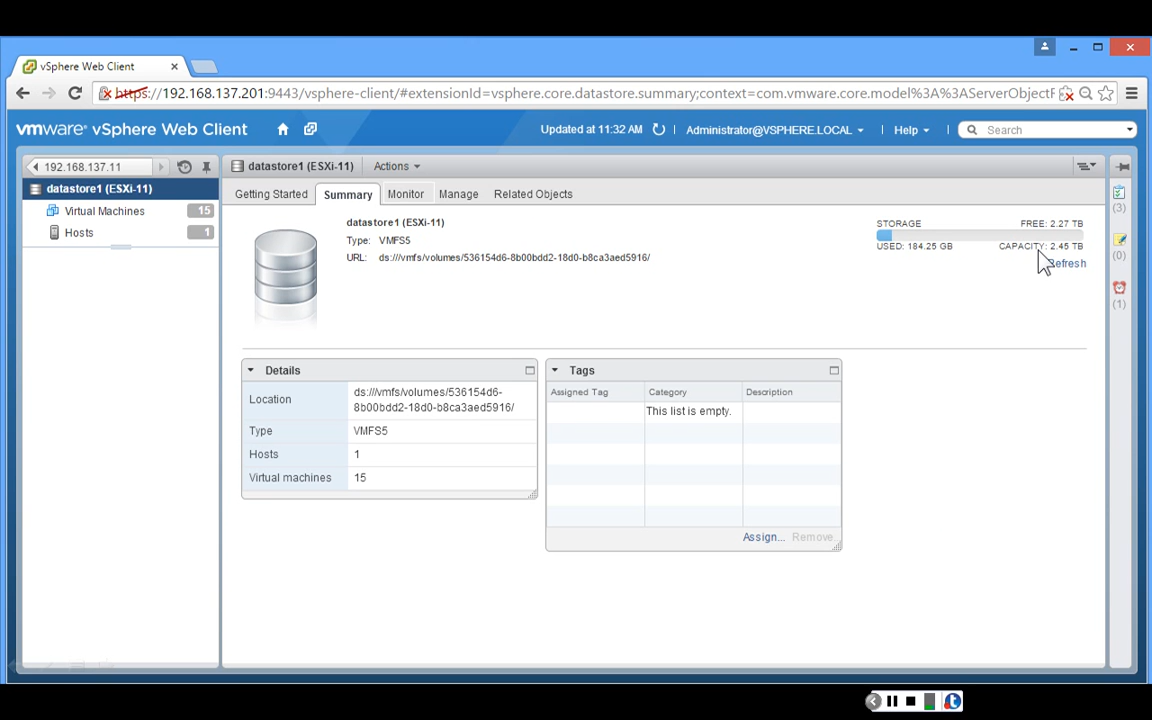 vSphere Web Client
https://192.168.137.201:9443/vsphere-client/#extensionId=vsphere.core.datastore.summary;context=com.vmware.core.model%3A%3AServerObjectF
vmware® vSphere Web Client
Updated at 11:32 AM
Administrator@VSPHERE.LOCAL
Help
Search
192.168.137.11
datastore1 (ESXi-11)
Actions
datastore1 (ESXi-11)
Virtual Machines 15
Hosts 1
Getting Started Summary Monitor Manage Related Objects
datastore1 (ESXi-11)
Type: VMFS5
URL: ds:///vmfs/volumes/536154d6-8b00bdd2-18d0-b8ca3aed5916/
STORAGE FREE: 2.27 TB
USED: 184.25 GB CAPACITY: 2.45 TB
Refresh
(3)
(0)
(1)
Details
Location ds:///vmfs/volumes/536154d6-
8b00bdd2-18d0-b8ca3aed5916/
Type VMFS5
Hosts 1
Virtual machines 15
Tags
Assigned Tag Category Description
This list is empty.
Assign... Remove